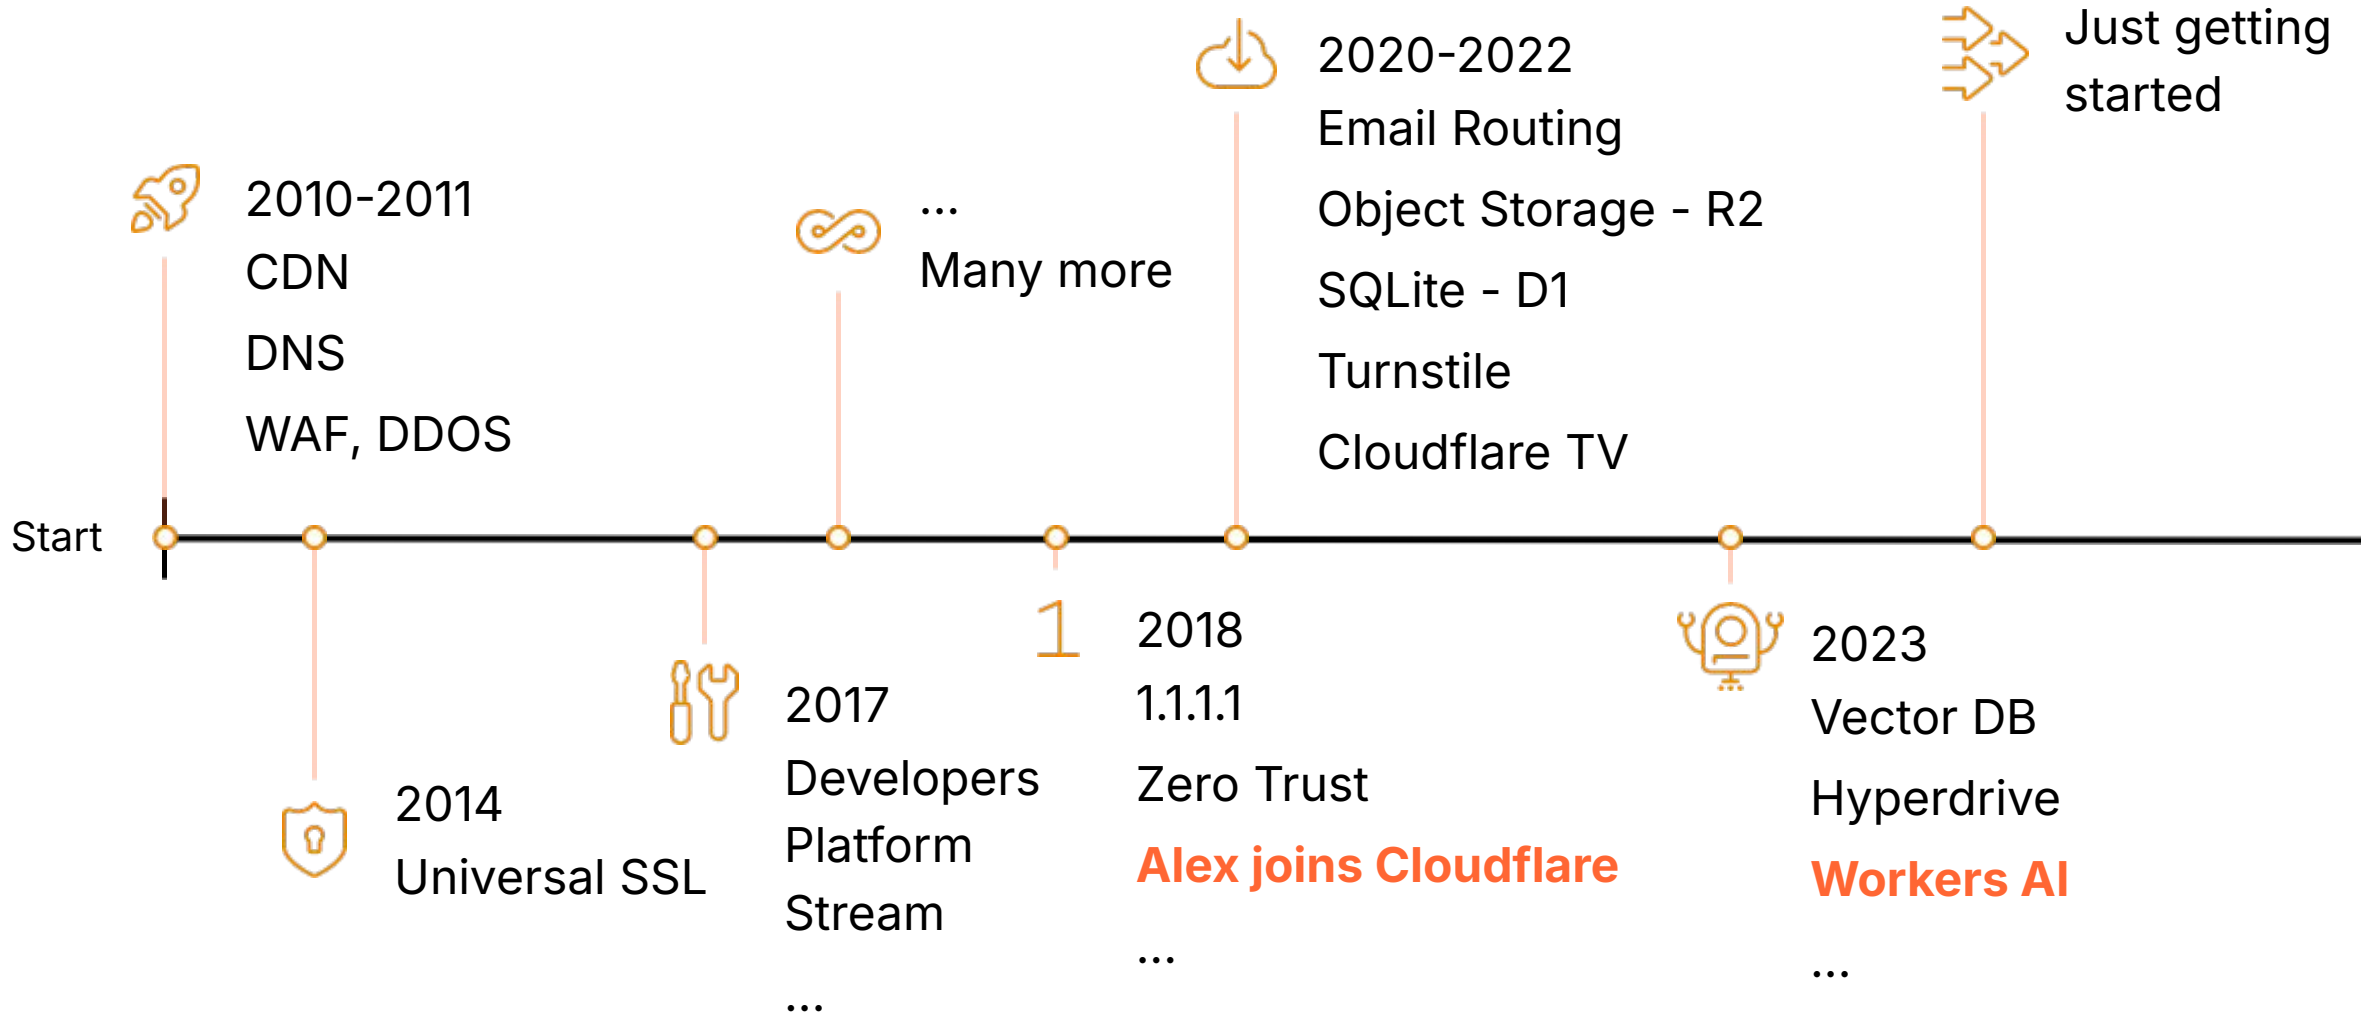 Start
2010-2011
CDN
DNS
WAF, DDOS
2014
Universal SSL
2017
Developers
Platform
Stream
...
...
Many more
1
2018
1.1.1.1
Zero Trust
Alex joins Cloudflare
...
2020-2022
Email Routing
Object Storage - R2
SQLite - D1
Turnstile
Cloudflare TV
2023
Vector DB
Hyperdrive
Workers AI
...
Just getting
started